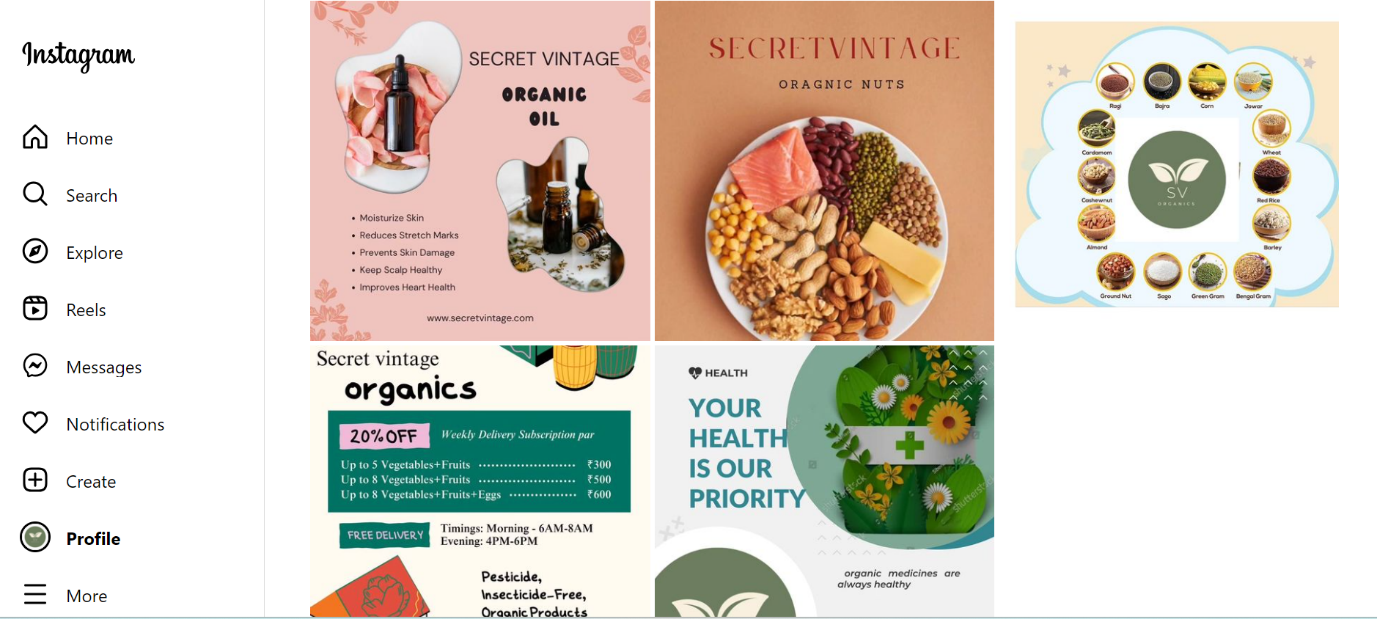 Instagram
Home
Search
Explore
Reels
Messages
Notifications
Create
Profile
More
SECRET VINTAGE
ORGANIC
OIL
• Moisturize Skin
• Reduces Stretch Marks
• Prevents Skin Damage
• Keep Scalp Healthy
• Improves Heart Health
www.secretvintage.com
SECRETVINTAGE
ORAGNIC NUTS
Ragi
Bajra
Corn
Jowar
Cardamom
Wheat
Cashewnut
Red Rice
Almond
Barley
Ground Nut
Sago
Green Gram
Bengal Gram
SV
ORGANICS
Secret vintage
organics
20% OFF
Weekly Delivery Subscription par
Up to 5 Vegetables+Fruits ........................ ₹300
Up to 8 Vegetables+Fruits ........................ ₹500
Up to 8 Vegetables+Fruits+Eggs ................ ₹600
FREE DELIVERY
Timings: Morning - 6AM-8AM
Evening: 4PM-6PM
Pesticide,
Insecticide-Free,
Organic Products
HEALTH
YOUR
HEALTH
IS OUR
PRIORITY
shutterstock
organic medicines are
always healthy